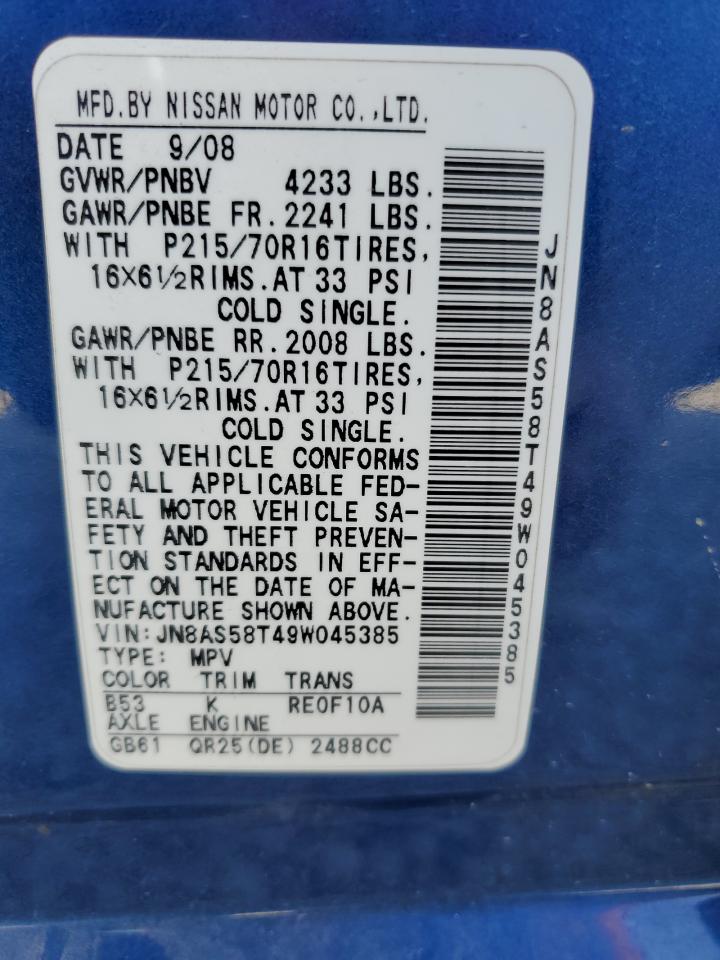 MFD.BY NISSAN MOTOR CO.,LTD.
DATE 9/08
GVWR/PNBV 4233 LBS.
GAWR/PNBE FR.2241 LBS.
WITH P215/70R16TIRES,
16X6½RIMS.AT 33 PSI
COLD SINGLE.
GAWR/PNBE RR.2008 LBS.
WITH P215/70R16TIRES,
16X6½RIMS.AT 33 PSI
COLD SINGLE.
THIS VEHICLE CONFORMS
TO ALL APPLICABLE FED-
ERAL MOTOR VEHICLE SA-
FETY AND THEFT PREVEN-
TION STANDARDS IN EFF-
ECT ON THE DATE OF MA-
NUFACTURE SHOWN ABOVE.
VIN:JN8AS58T49W045385
TYPE: MPV
COLOR TRIM TRANS
B53 K RE0F10A
AXLE ENGINE
GB61 QR25(DE) 2488CC
JN8AS58T49W045385